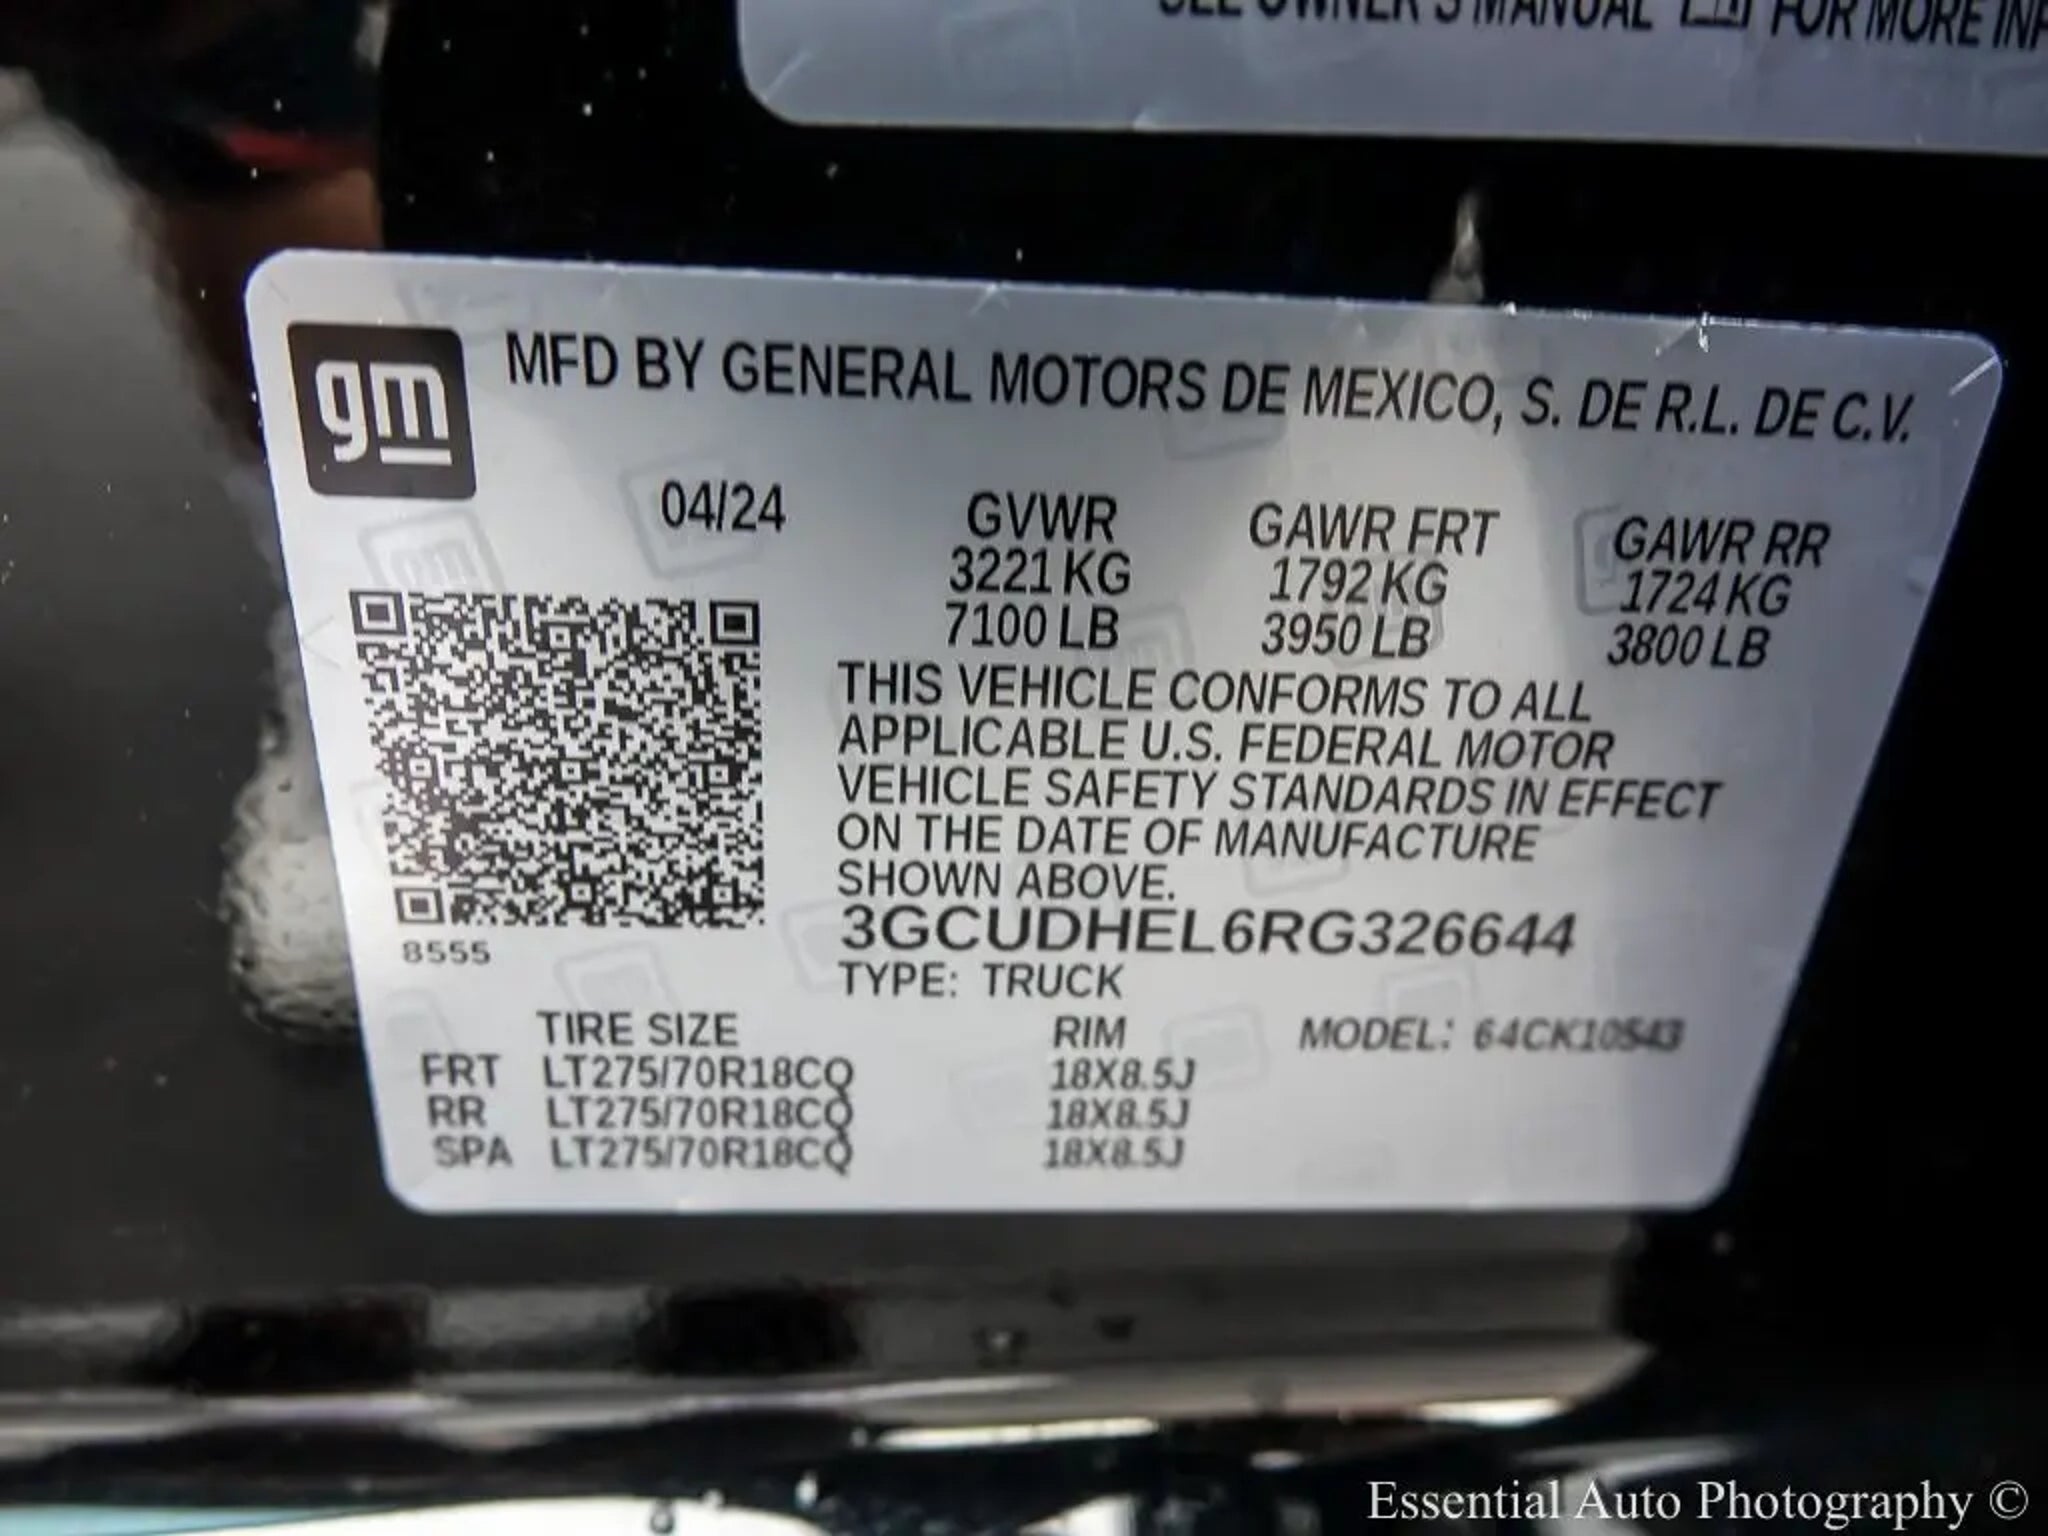 SEE OWNER'S MANUAL FOR MORE
gm
MFD BY GENERAL MOTORS DE MEXICO, S. DE R.L. DE C.V.
04/24
GVWR GAWR FRT GAWR RR
3221 KG 1792 KG 1724 KG
7100 LB 3950 LB 3800 LB
THIS VEHICLE CONFORMS TO ALL
APPLICABLE U.S. FEDERAL MOTOR
VEHICLE SAFETY STANDARDS IN EFFECT
ON THE DATE OF MANUFACTURE
SHOWN ABOVE.
3GCUDHEL6RG326644
8555
TYPE: TRUCK
TIRE SIZE RIM MODEL: 64CK10543
FRT LT275/70R18CQ 18X8.5J
RR LT275/70R18CQ 18X8.5J
SPA LT275/70R18CQ 18X8.5J
Essential Auto Photography ©